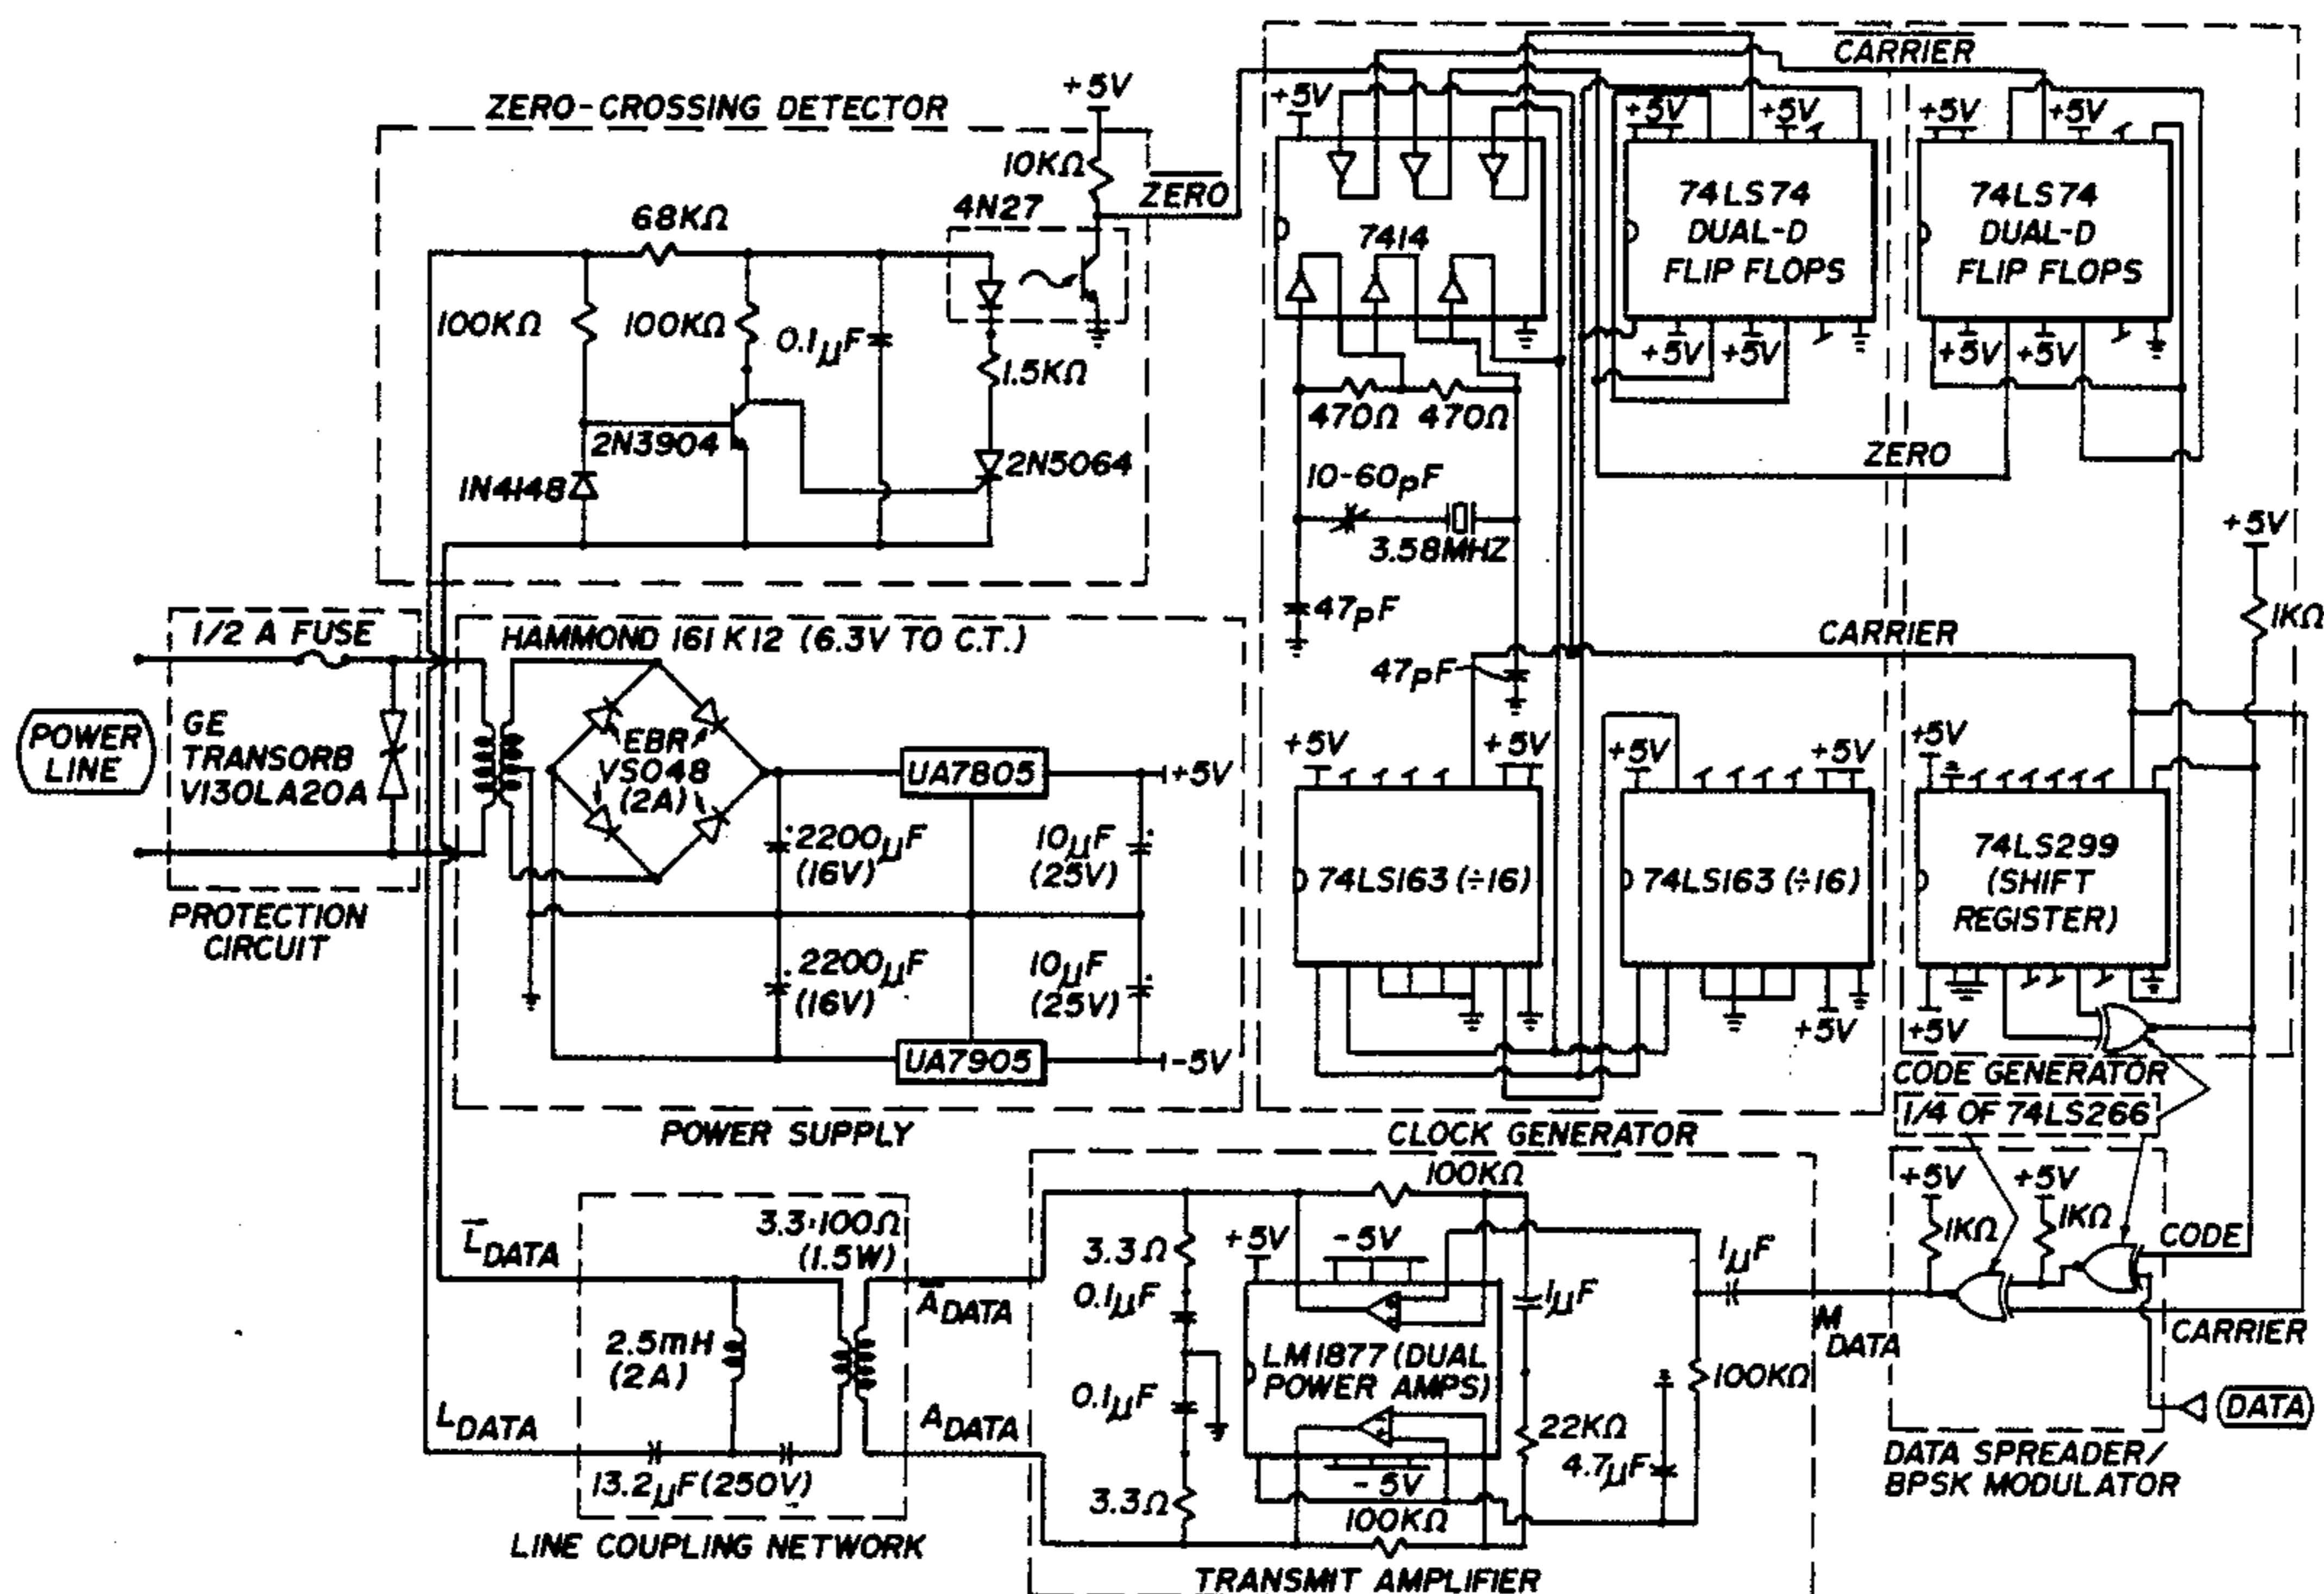 ZERO-CROSSING DETECTOR
+5V
10KΩ
ZERO
4N27
68KΩ
100KΩ
100KΩ
0.1μF
1.5KΩ
2N3904
2N5064
1N4148
CARRIER
+5V
7414
470Ω 470Ω
10-60pF
3.58MHZ
47pF
47pF
+5V
+5V
74LS74
DUAL-D
FLIP FLOPS
+5V
+5V
+5V
+5V
74LS74
DUAL-D
FLIP FLOPS
+5V
+5V
ZERO
+5V
1KΩ
CARRIER
1/2 A FUSE
POWER
LINE
GE
TRANSORB
V130LA20A
PROTECTION
CIRCUIT
HAMMOND 161 K 12 (6.3V TO C.T.)
EBR
VS048
(2A)
UA7805
+5V
2200μF
(16V)
10μF
(25V)
2200μF
(16V)
10μF
(25V)
UA7905
-5V
POWER SUPPLY
+5V
+5V
74LS163 (÷16)
+5V
+5V
74LS163 (÷16)
+5V
CLOCK GENERATOR
+5V
74LS299
(SHIFT
REGISTER)
+5V
CODE GENERATOR
1/4 OF 74LS266
LDATA
3.3:100Ω
(1.5W)
ADATA
2.5mH
(2A)
LDATA
ADATA
13.2μF(250V)
LINE COUPLING NETWORK
100KΩ
3.3Ω
+5V
-5V
0.1μF
1μF
1μF
LM1877 (DUAL
POWER AMPS)
0.1μF
100KΩ
22KΩ
4.7μF
3.3Ω
-5V
100KΩ
TRANSMIT AMPLIFIER
MDATA
+5V
+5V
1KΩ
1KΩ
CODE
CARRIER
DATA
DATA SPREADER/
BPSK MODULATOR